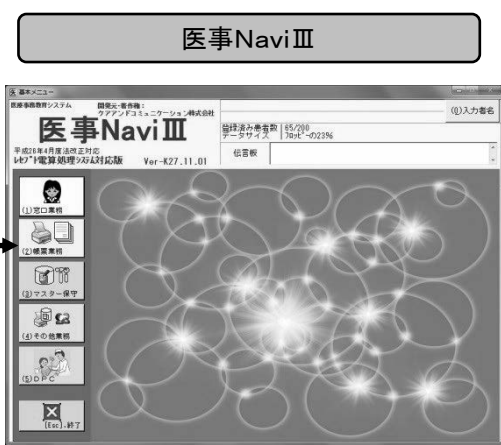 医事NaviⅢ
基本メニュー
医療事務教育システム
開発元・著作権：
ケアアンドコミュニケーション株式会社
(Q)入力者名
医事NaviⅢ
登録済み患者数 65/200
データサイズ フロッピーの23%
平成26年4月度法改正対応
ﾚｾﾌﾟﾄ電算処理ｼｽﾃﾑ対応版 Ver-K27.11.01
伝言板
(1)窓口業務
(2)帳票業務
(3)マスター保守
(4)その他業務
(5)DPC
[Esc].終了